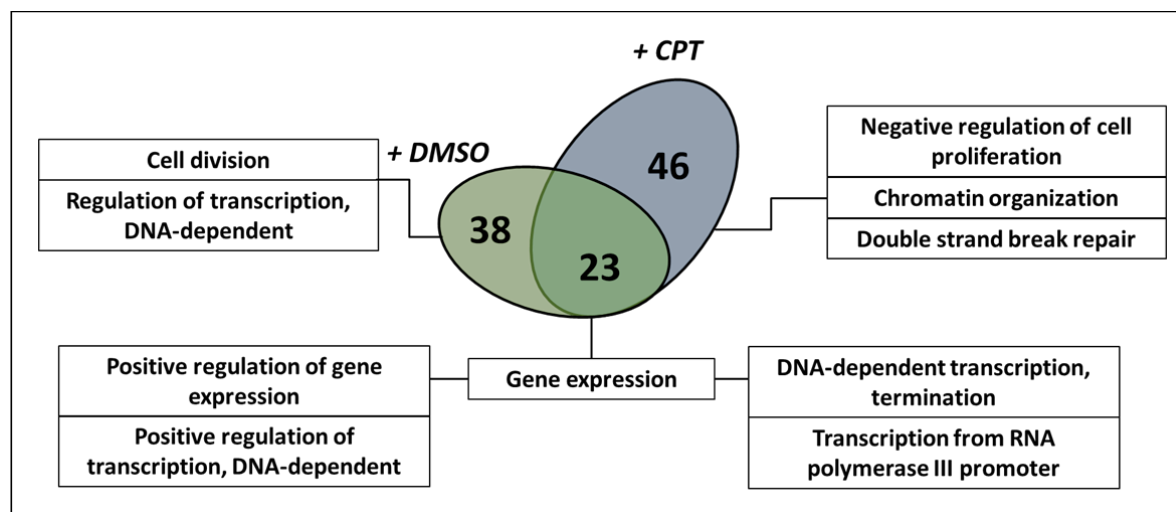 + CPT
+ DMSO
46
38
23
Cell division
Regulation of transcription,
DNA-dependent
Negative regulation of cell
proliferation
Chromatin organization
Double strand break repair
Positive regulation of gene
expression
Positive regulation of
transcription, DNA-dependent
Gene expression
DNA-dependent transcription,
termination
Transcription from RNA
polymerase III promoter